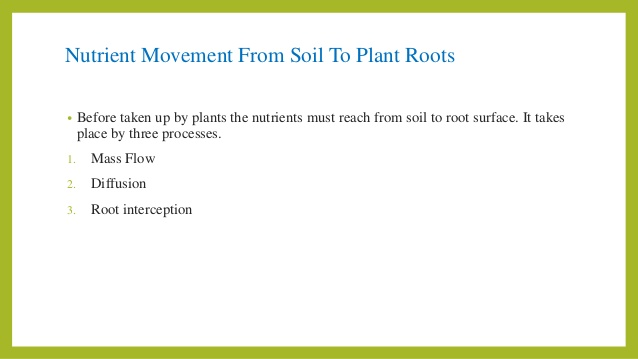 Nutrient Movement From Soil To Plant Roots
• Before taken up by plants the nutrients must reach from soil to root surface. It takes
place by three processes.
1. Mass Flow
2. Diffusion
3. Root interception